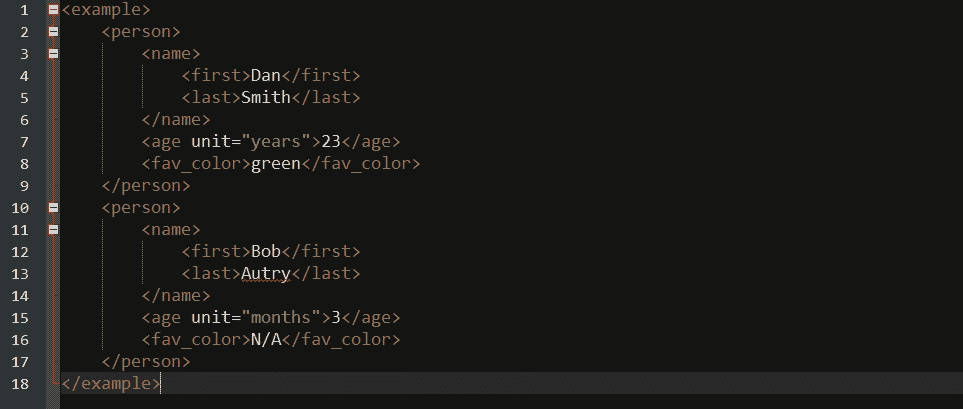 1 <example>
2     <person>
3         <name>
4             <first>Dan</first>
5             <last>Smith</last>
6         </name>
7         <age unit="years">23</age>
8         <fav_color>green</fav_color>
9     </person>
10     <person>
11         <name>
12             <first>Bob</first>
13             <last>Autry</last>
14         </name>
15         <age unit="months">3</age>
16         <fav_color>N/A</fav_color>
17     </person>
18 </example>